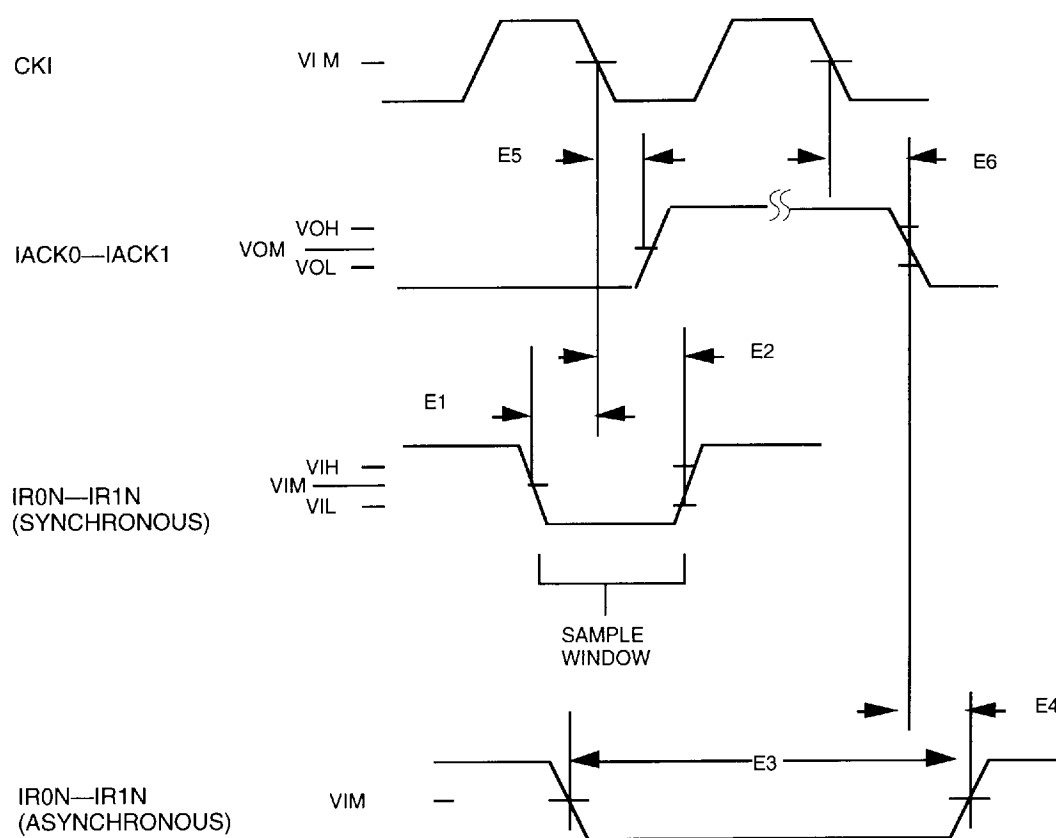 CKI
VI M
E5
E6
IACK0—IACK1
VOH
VOM
VOL
E2
E1
IR0N—IR1N
(SYNCHRONOUS)
VIH
VIM
VIL
SAMPLE
WINDOW
E4
E3
IR0N—IR1N
(ASYNCHRONOUS)
VIM